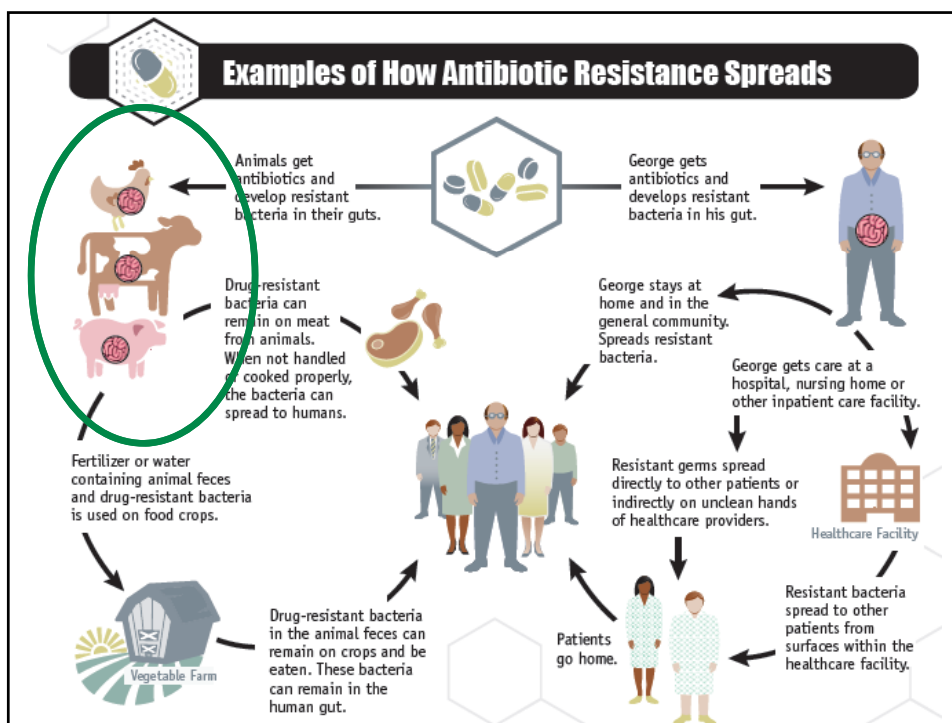 Examples of How Antibiotic Resistance Spreads
Animals get
antibiotics and
develop resistant
bacteria in their guts.
George gets
antibiotics and
develops resistant
bacteria in his gut.
Drug-resistant
bacteria can
remain on meat
from animals.
When not handled
or cooked properly,
the bacteria can
spread to humans.
George stays at
home and in the
general community.
Spreads resistant
bacteria.
George gets care at a
hospital, nursing home or
other inpatient care facility.
Fertilizer or water
containing animal feces
and drug-resistant bacteria
is used on food crops.
Resistant germs spread
directly to other patients or
indirectly on unclean hands
of healthcare providers.
Healthcare Facility
Vegetable Farm
Drug-resistant bacteria
in the animal feces can
remain on crops and be
eaten. These bacteria
can remain in the
human gut.
Patients
go home.
Resistant bacteria
spread to other
patients from
surfaces within the
healthcare facility.